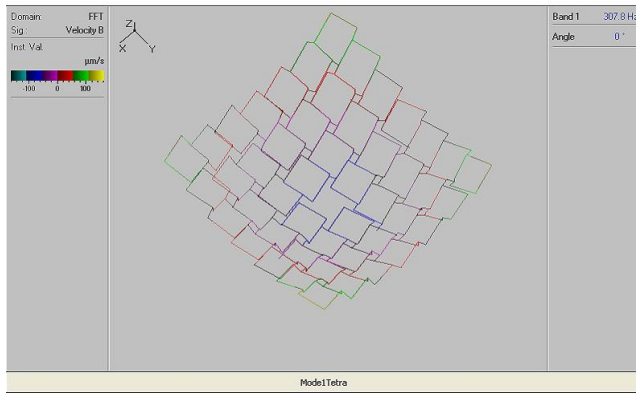 Domain: FFT
Sig.: Velocity B
Inst. Val.
µm/s
-100 0 100
Z
X Y
Band 1 307.8 Hz
Angle 0 °
Mode1Tetra